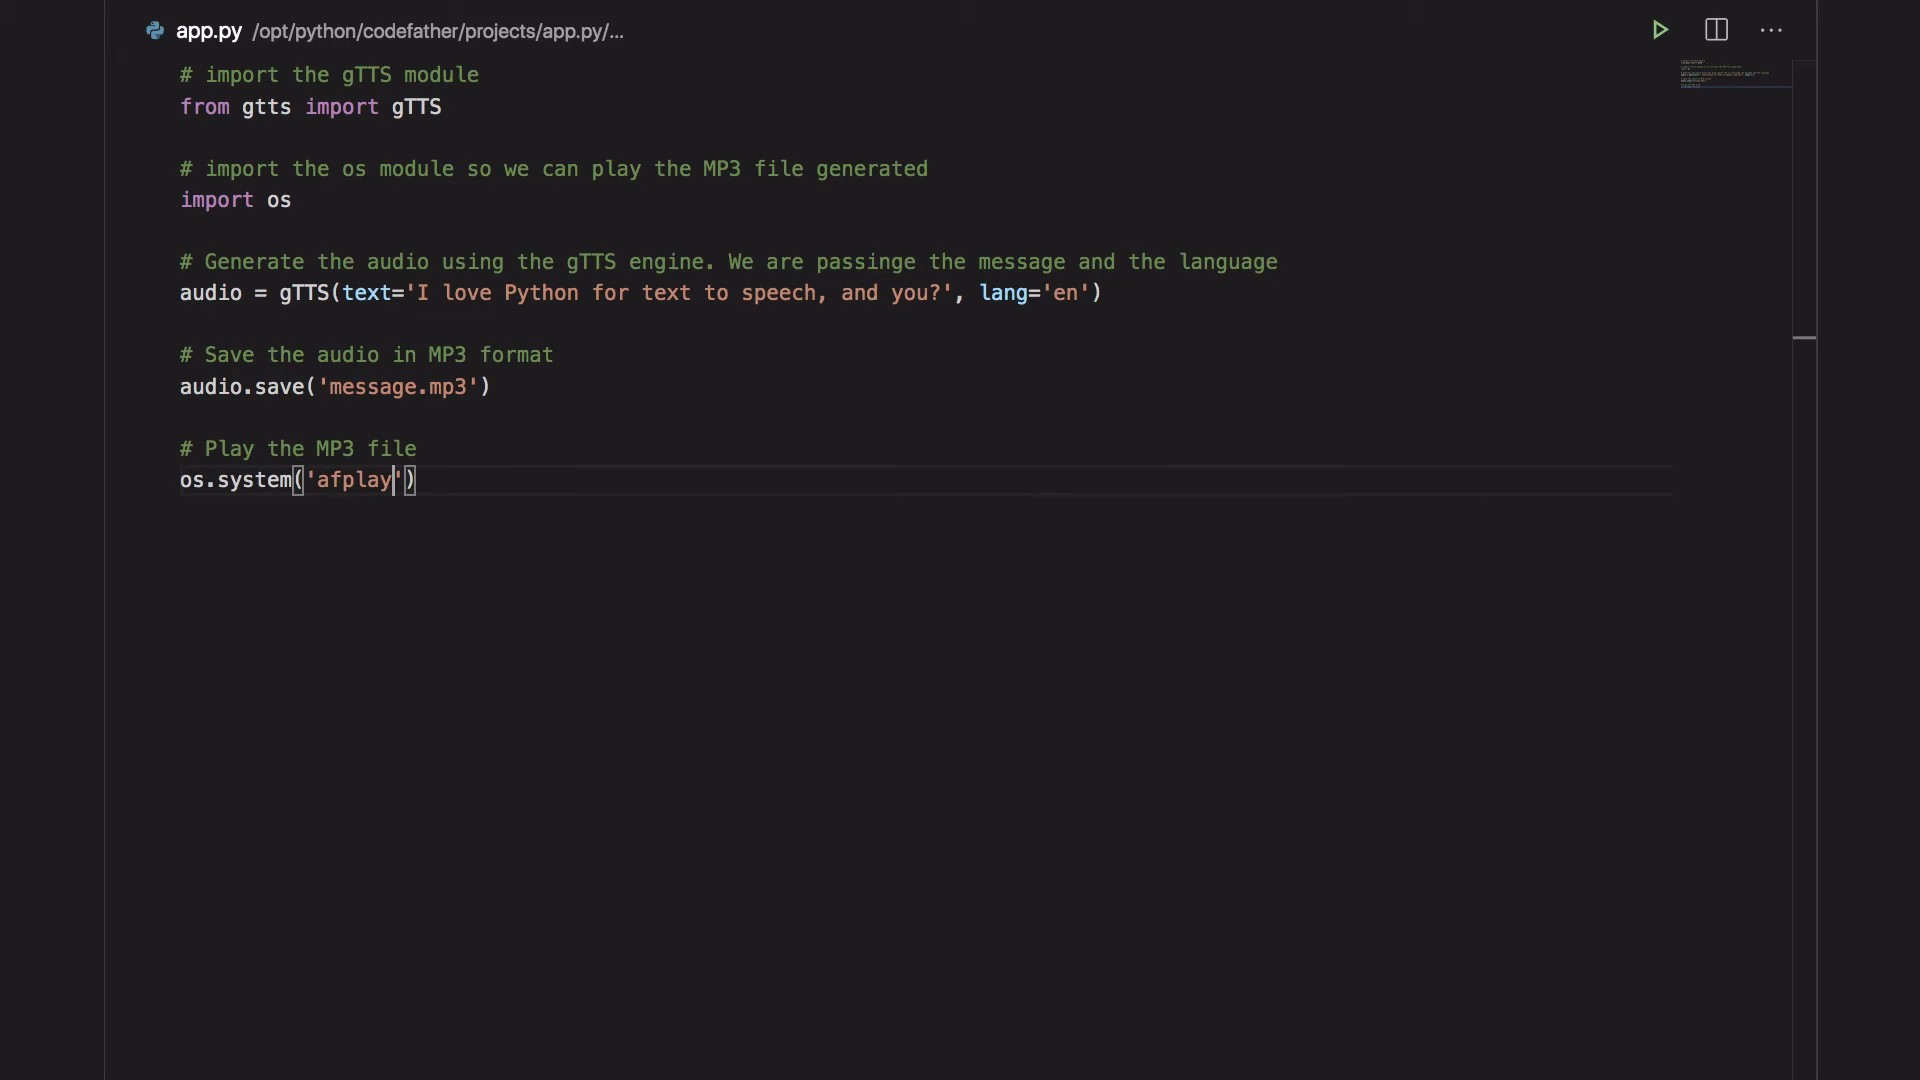 app.py /opt/python/codefather/projects/app.py/...
# import the gTTS module
from gtts import gTTS
# import the os module so we can play the MP3 file generated
import os
# Generate the audio using the gTTS engine. We are passinge the message and the language
audio = gTTS(text='I love Python for text to speech, and you?', lang='en')
# Save the audio in MP3 format
audio.save('message.mp3')
# Play the MP3 file
os.system('afplay')